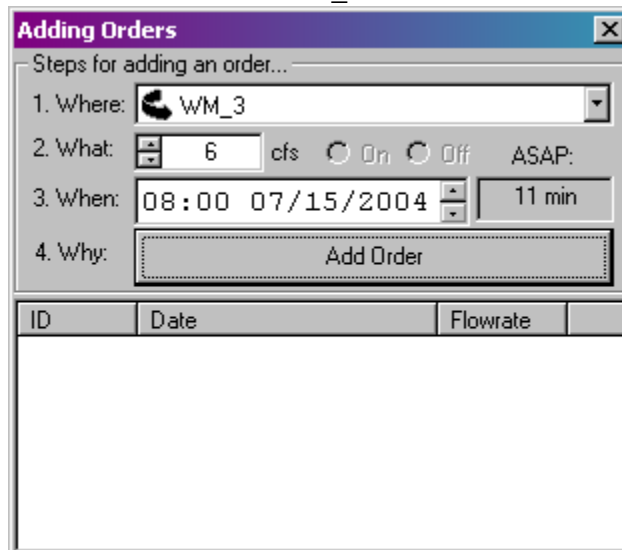 Adding Orders
Steps for adding an order...
1. Where: WM_3
2. What: 6 cfs On Off ASAP:
3. When: 08:00 07/15/2004 11 min
4. Why: Add Order
ID Date Flowrate